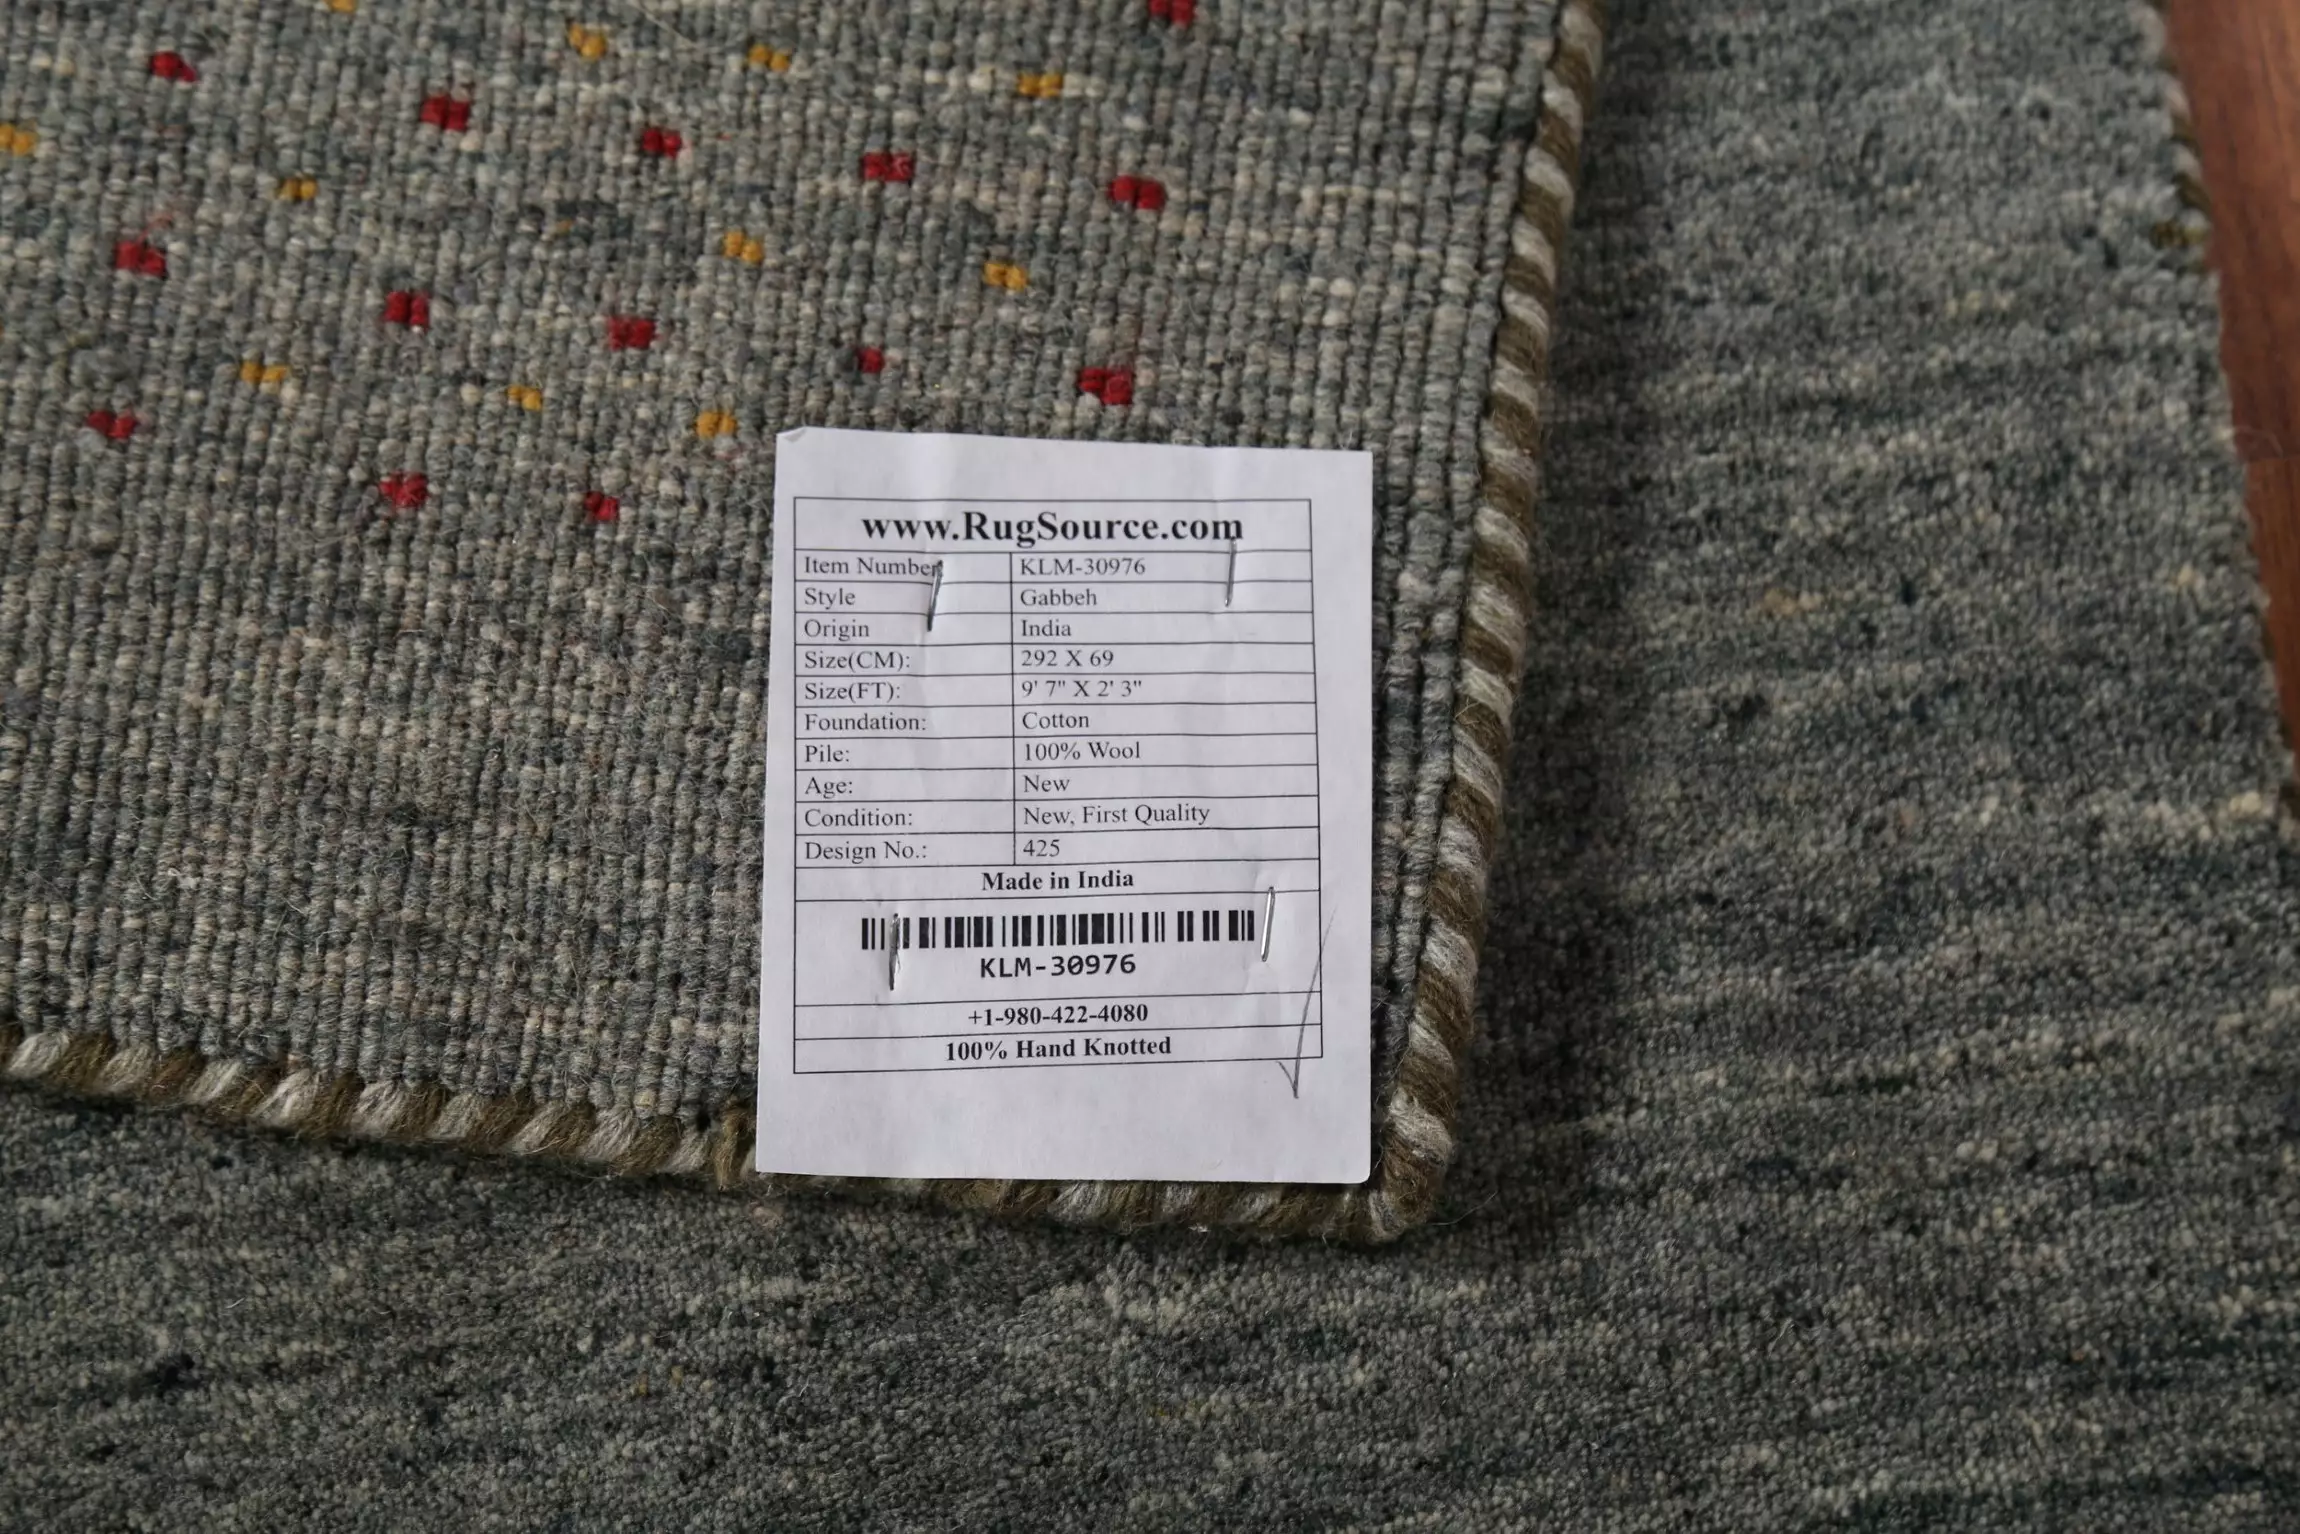 www.RugSource.com
Item Number KLM-30976
Style Gabbeh
Origin India
Size(CM): 292 X 69
Size(FT): 9' 7" X 2' 3"
Foundation: Cotton
Pile: 100% Wool
Age: New
Condition: New, First Quality
Design No.: 425
Made in India
KLM-30976
+1-980-422-4080
100% Hand Knotted